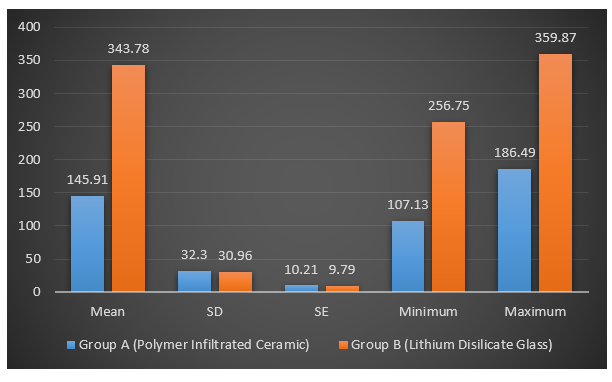 400
350
300
250
200
150
100
50
0
145.91
343.78
32.3
30.96
10.21
9.79
107.13
256.75
186.49
359.87
Mean
SD
SE
Minimum
Maximum
Group A (Polymer Infiltrated Ceramic)
Group B (Lithium Disilicate Glass)